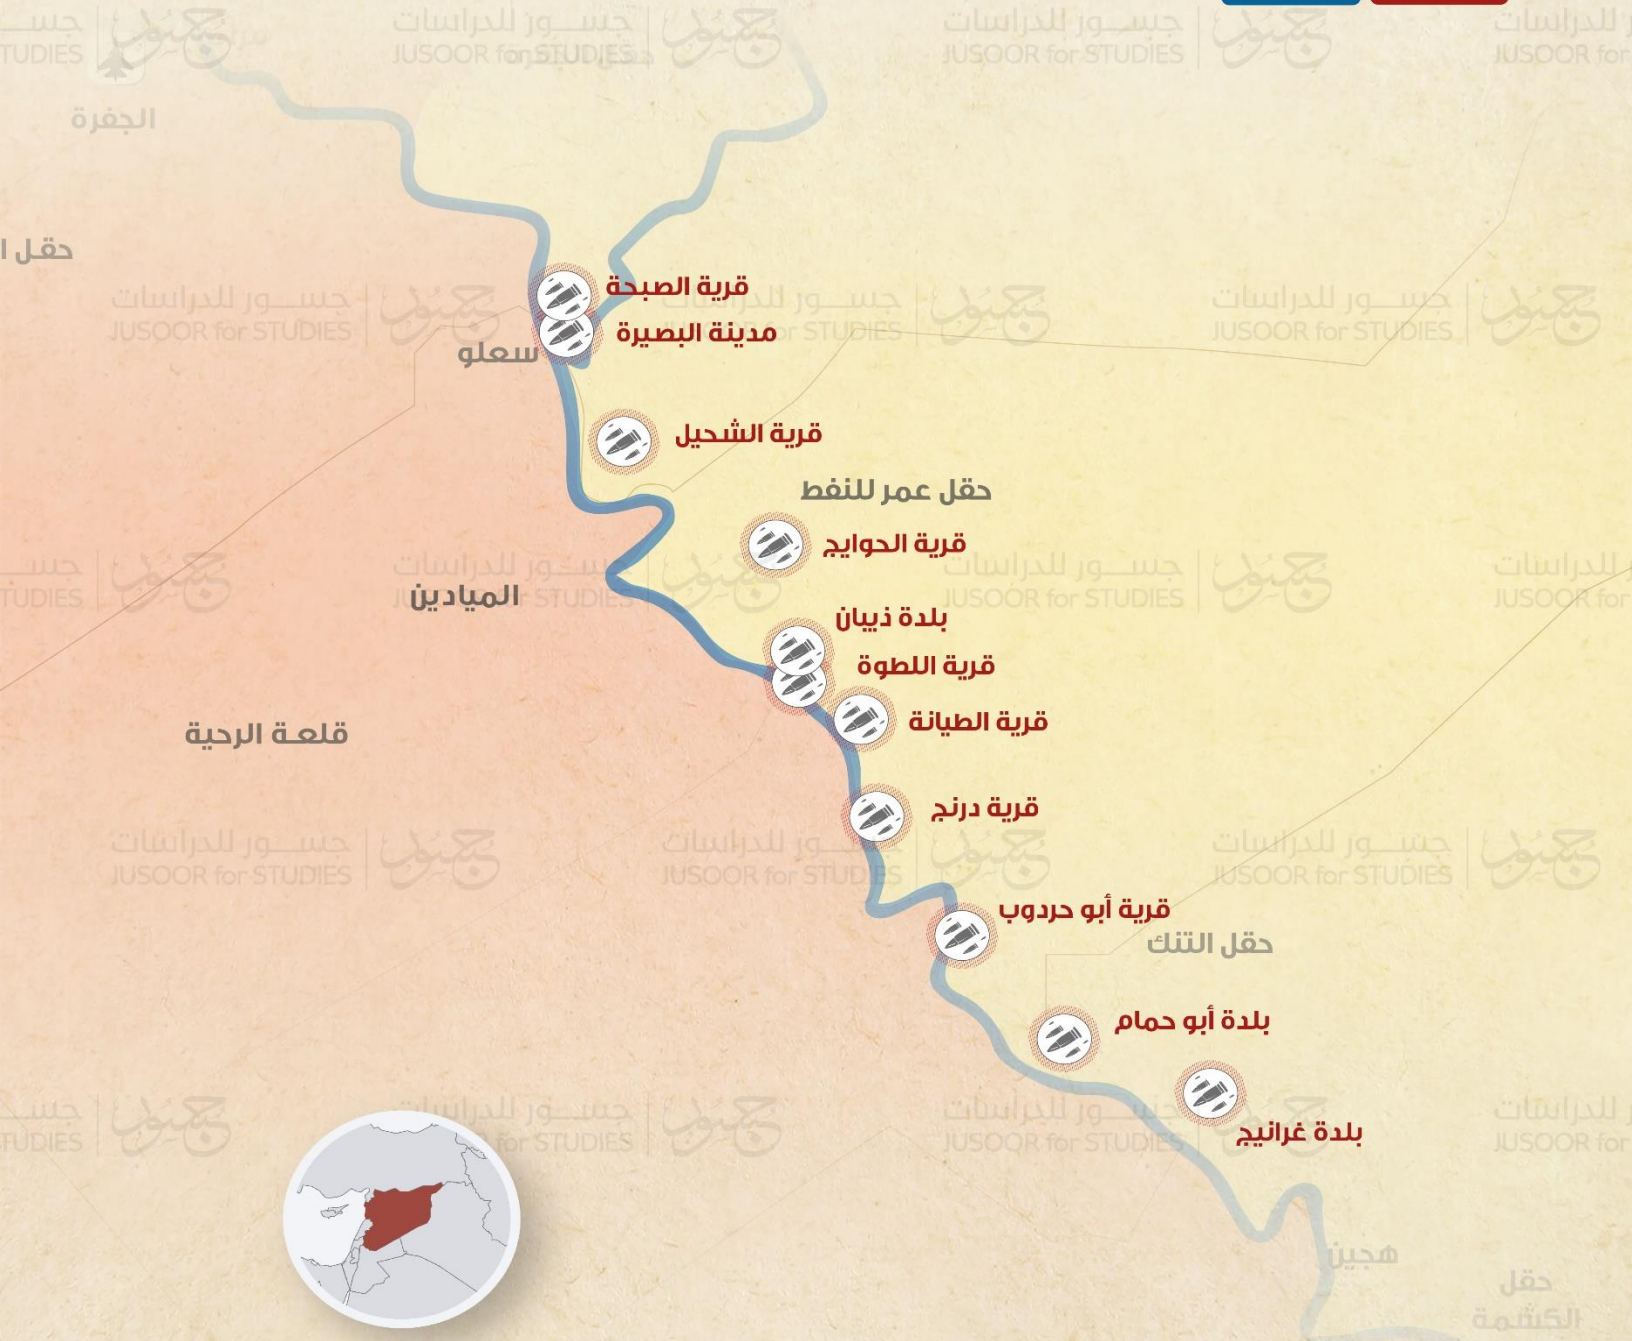 جســور للدراسات
JUSOOR for STUDIES
الجفرة
حقل ا
قرية الصبحة
مدينة البصيرة
سعلو
قرية الشحيل
حقل عمر للنفط
قرية الحوايج
الميادين
بلدة ذيبان
قرية اللطوة
قرية الطيانة
قلعة الرحية
قرية درنج
قرية أبو حردوب
حقل التنك
بلدة أبو حمام
بلدة غرانيج
هجين
حقل
الكشمة